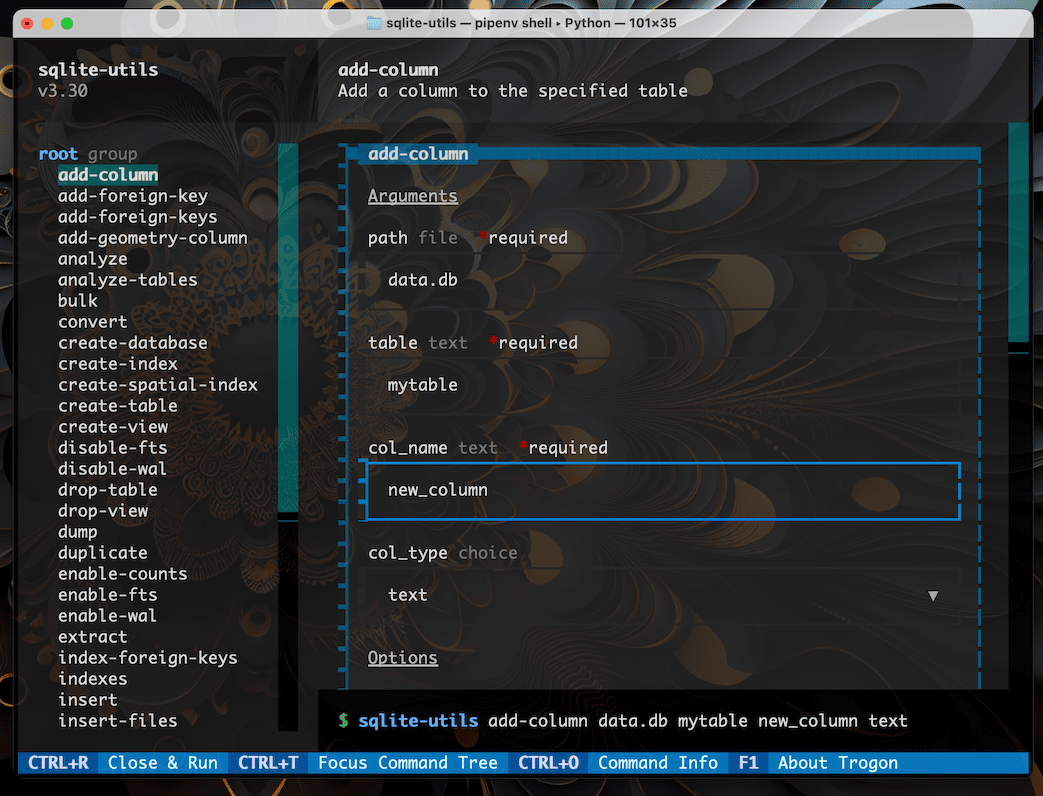 sqlite-utils — pipenv shell ▸ Python — 101×35
sqlite-utils
v3.30
add-column
Add a column to the specified table
root group
add-column
add-foreign-key
add-foreign-keys
add-geometry-column
analyze
analyze-tables
bulk
convert
create-database
create-index
create-spatial-index
create-table
create-view
disable-fts
disable-wal
drop-table
drop-view
dump
duplicate
enable-counts
enable-fts
enable-wal
extract
index-foreign-keys
indexes
insert
insert-files
add-column
Arguments
path file *required
data.db
table text *required
mytable
col_name text *required
new_column
col_type choice
text ▼
Options
$ sqlite-utils add-column data.db mytable new_column text
CTRL+R Close & Run CTRL+T Focus Command Tree CTRL+O Command Info F1 About Trogon